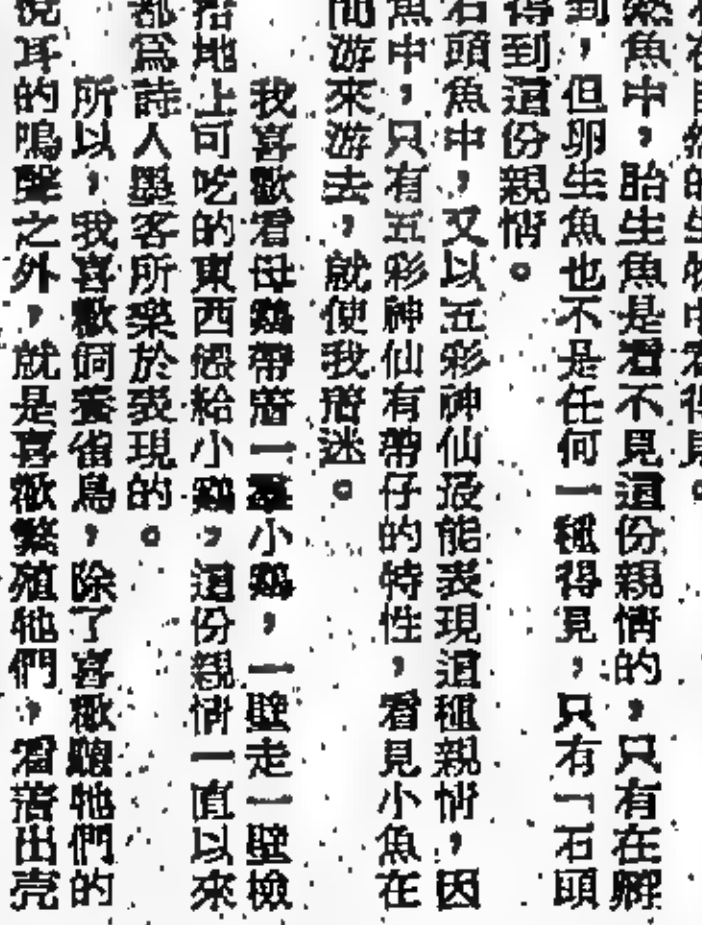 在自然的生物中看得見。
然魚中，胎生魚是看不見這份親情的，只有在卵
到，但卵生魚也不是任何一種得見，只有「石頭
得到這份親情。
石頭魚中，又以五彩神仙最能表現這種親情，因
魚中，只有五彩神仙有帶仔的特性，看見小魚在
間游來游去，就使我着迷。
我喜歡看母鷄帶着一羣小鷄，一壁走一壁檢
拾地上可吃的東西餵給小鷄，這份親情一直以來
都爲詩人墨客所樂於表現的。
所以，我喜歡飼養雀鳥，除了喜歡聽牠們的
悅耳的鳴聲之外，就是喜歡繁殖牠們，看着出壳